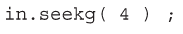 in.seekg( 4 ) ;